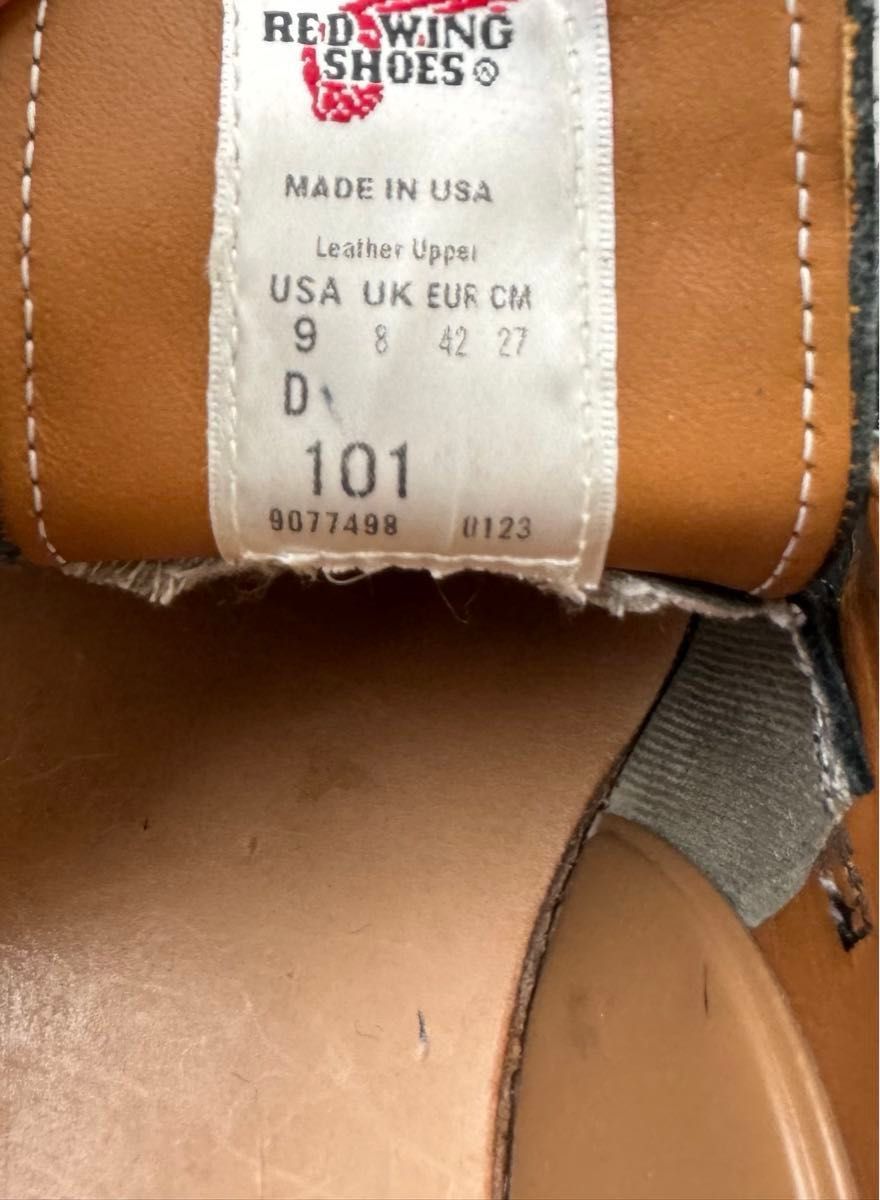 RED WING
SHOES®
MADE IN USA
Leather Upper
USA UK EUR CM
9 8 42 27
D
101
9077498 0123